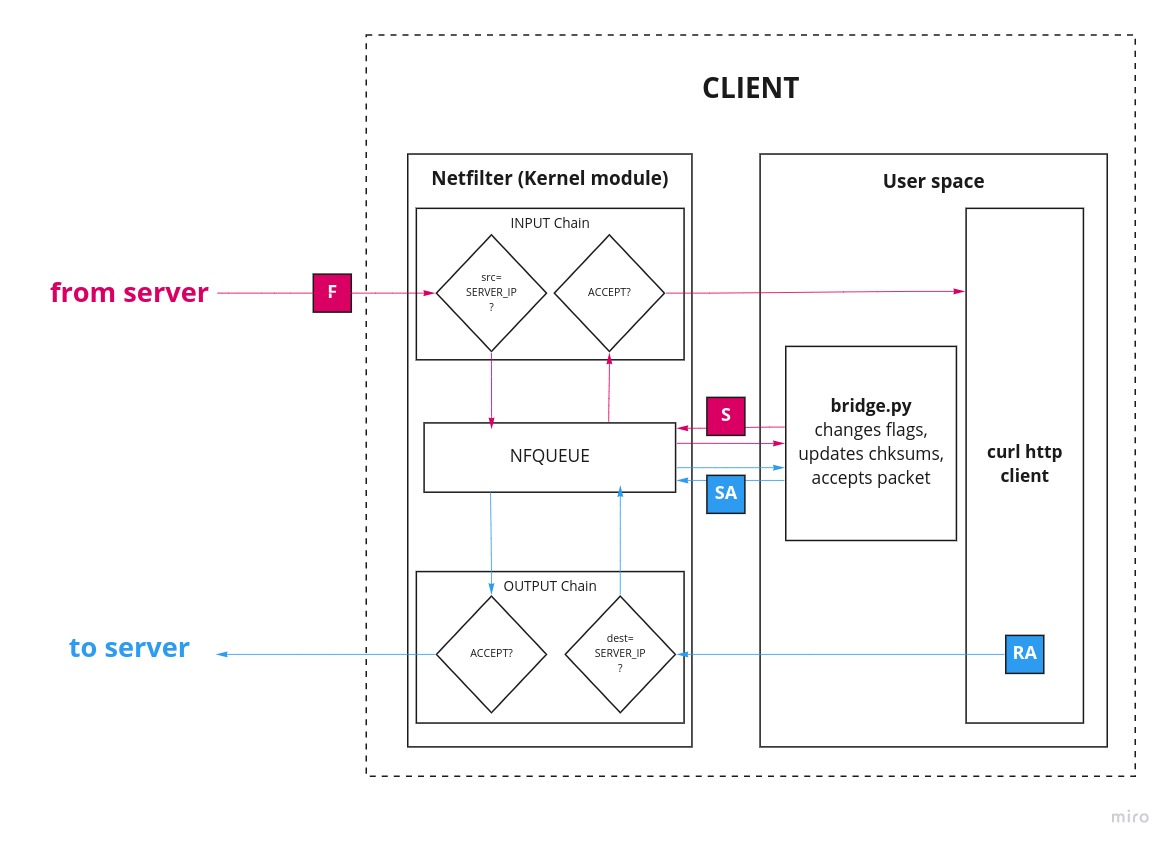 CLIENT
Netfilter (Kernel module)
User space
INPUT Chain
src=
SERVER_IP
?
ACCEPT?
from server
F
bridge.py
changes flags,
updates chksums,
accepts packet
S
NFQUEUE
SA
curl http
client
OUTPUT Chain
to server
ACCEPT?
dest=
SERVER_IP
?
RA
miro